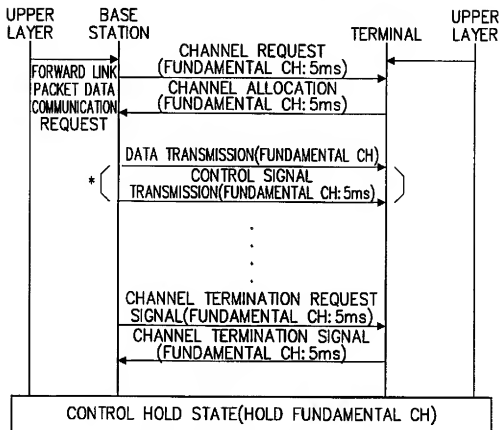 UPPER LAYER
BASE STATION
TERMINAL
UPPER LAYER
FORWARD LINK
PACKET DATA
COMMUNICATION
REQUEST
CHANNEL REQUEST
(FUNDAMENTAL CH: 5ms)
CHANNEL ALLOCATION
(FUNDAMENTAL CH: 5ms)
DATA TRANSMISSION(FUNDAMENTAL CH)
*
CONTROL SIGNAL
TRANSMISSION(FUNDAMENTAL CH: 5ms)
CHANNEL TERMINATION REQUEST
SIGNAL(FUNDAMENTAL CH: 5ms)
CHANNEL TERMINATION SIGNAL
(FUNDAMENTAL CH: 5ms)
CONTROL HOLD STATE(HOLD FUNDAMENTAL CH)